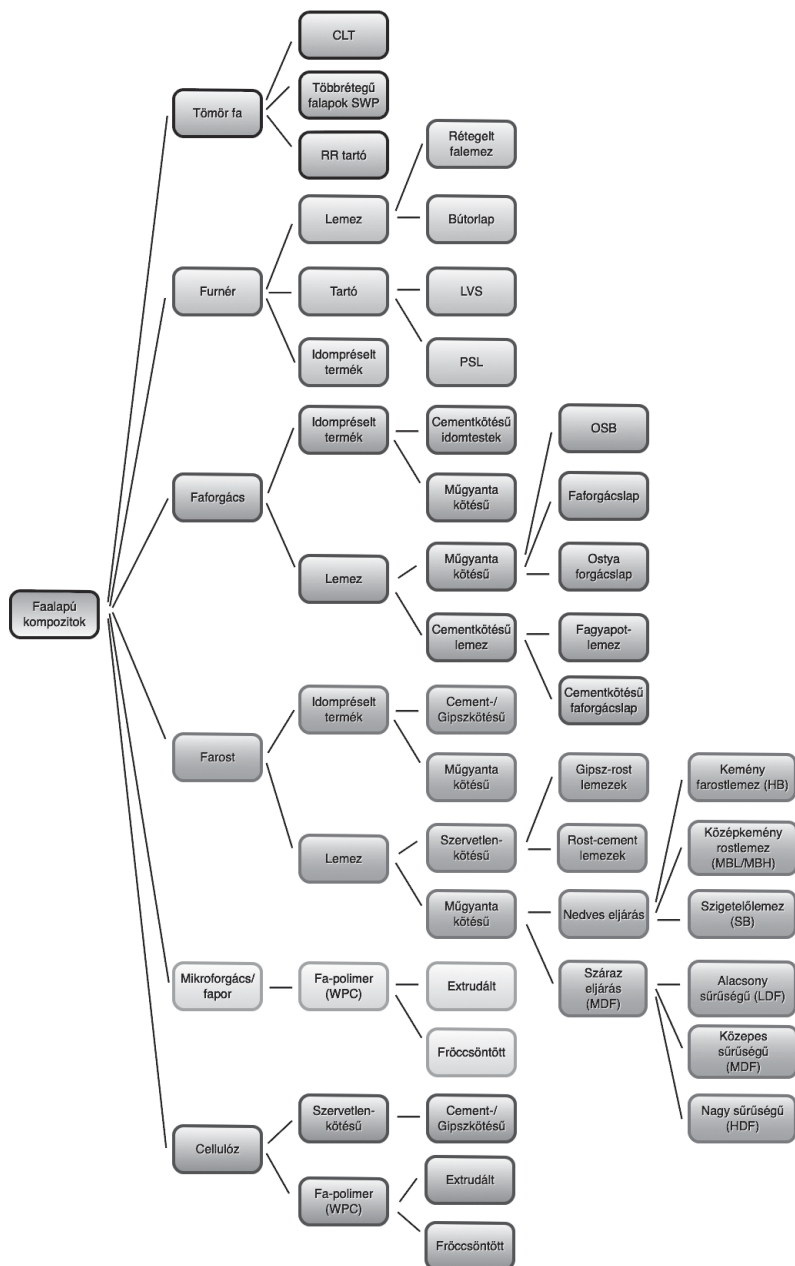 Faalapú
kompozitok
Tömör fa
CLT
Többrétegű
falapok SWP
RR tartó
Furnér
Lemez
Rétegelt
falemez
Bútorlap
Tartó
LVS
PSL
Idompréselt
termék
Faforgács
Idompréselt
termék
Cementkötésű
idomtestek
Műgyanta
kötésű
Lemez
Műgyanta
kötésű
OSB
Faforgácslap
Ostya
forgácslap
Cementkötésű
lemez
Fagyapot-
lemez
Cementkötésű
faforgácslap
Farost
Idompréselt
termék
Cement-/
Gipszkötésű
Műgyanta
kötésű
Lemez
Szervetlen-
kötésű
Gipsz-rost
lemezek
Rost-cement
lemezek
Műgyanta
kötésű
Nedves eljárás
Kemény
farostlemez (HB)
Középkemény
rostlemez
(MBL/MBH)
Szigetelőlemez
(SB)
Száraz
eljárás
(MDF)
Alacsony
sűrűségű (LDF)
Közepes
sűrűségű
(MDF)
Nagy sűrűségű
(HDF)
Mikroforgács/
fapor
Fa-polimer
(WPC)
Extrudált
Fröccsöntött
Cellulóz
Szervetlen-
kötésű
Cement-/
Gipszkötésű
Fa-polimer
(WPC)
Extrudált
Fröccsöntött